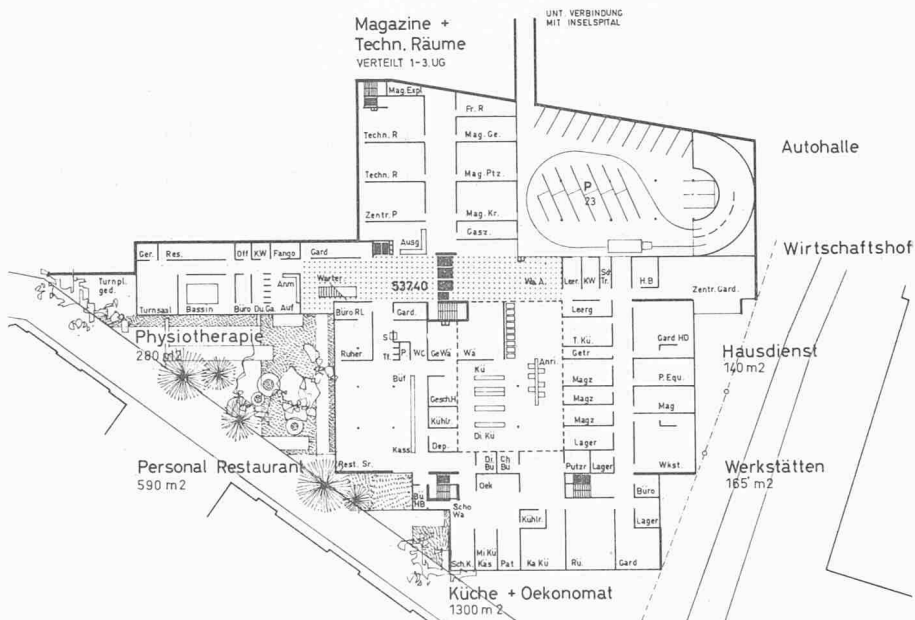 UNT. VERBINDUNG
MIT INSELSPITAL
Magazine +
Techn. Räume
VERTEILT 1-3.UG
Mag.Expl
Fr. R
Techn. R
Mag. Ge.
Autohalle
Techn. R
Mag. Ptz.
P
23
Zentr. P
Mag. Kr.
Ausg
Gasz.
Wirtschaftshof
Ger.
Res.
Off
KW
Fango
Gard
Turnpl.
ged.
Anm
Warter
537.40
Wa. A.
Leer.
KW
Tr.
H.B
Zentr. Gard.
Turnsaal
Bassin
Büro
Du
Ga.
Auf
Büro RL
Gard.
Leerg
Physiotherapie
280 m2
Ruher
S
Tf.
P.
WC
Ge Wä
Wä
T. Kü.
Gard HD
Hausdienst
140 m2
Getr
Anri.
Büf
Kü
Magz
P. Equ.
Gesch.H
Magz
Mag
Kühlr
Magz
Kass
Di. Kü
Dep.
Lager
Personal Restaurant
590 m2
Rest. Sr.
Di.
Bu
Ch
Bu
Putzr
Lager
Wkst.
Werkstätten
165 m2
Oek
Büro
Bu
HB
Scho
Wa
Kühlr.
Lager
Sch.K.
Mi Kü
Kas
Pat
Ka Kü
Rü.
Gard
Küche + Oekonomat
1300 m2